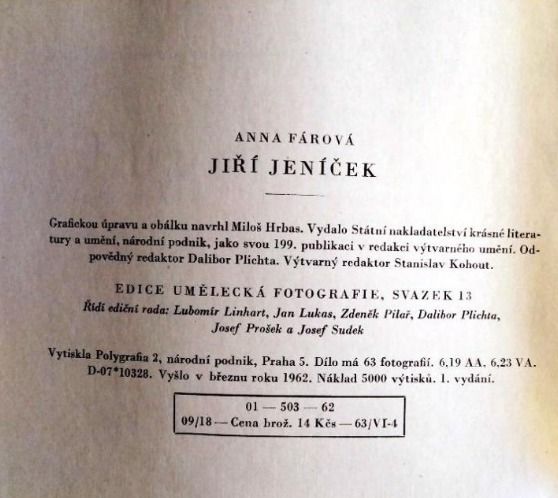 ANNA FÁROVÁ
JIŘÍ JENÍČEK
Grafickou úpravu a obálku navrhl Miloš Hrbas. Vydalo Státní nakladatelství krásné litera-
tury a umění, národní podnik, jako svou 199. publikaci v redakci výtvarného umění. Od-
povědný redaktor Dalibor Plichta. Výtvarný redaktor Stanislav Kohout.
EDICE UMĚLECKÁ FOTOGRAFIE, SVAZEK 13
Řídí ediční rada: Lubomír Linhart, Jan Lukas, Zdeněk Pilař, Dalibor Plichta,
Josef Prošek a Josef Sudek
Vytiskla Polygrafia 2, národní podnik, Praha 5. Dílo má 63 fotografií. 6,19 AA, 6,23 VA.
D-07*10328. Vyšlo v březnu roku 1962. Náklad 5000 výtisků. 1. vydání.
01 — 503 — 62
09/18 — Cena brož. 14 Kčs — 63/VI-4